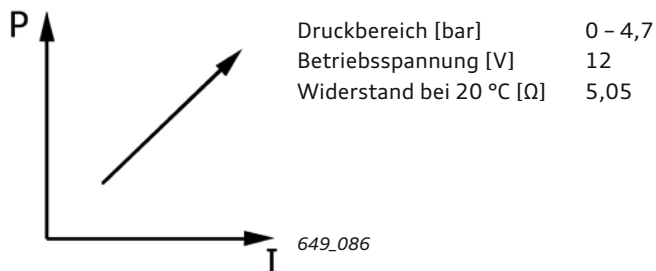 P
Druckbereich [bar] 0 – 4,7
Betriebsspannung [V] 12
Widerstand bei 20 °C [Ω] 5,05
649_086
I